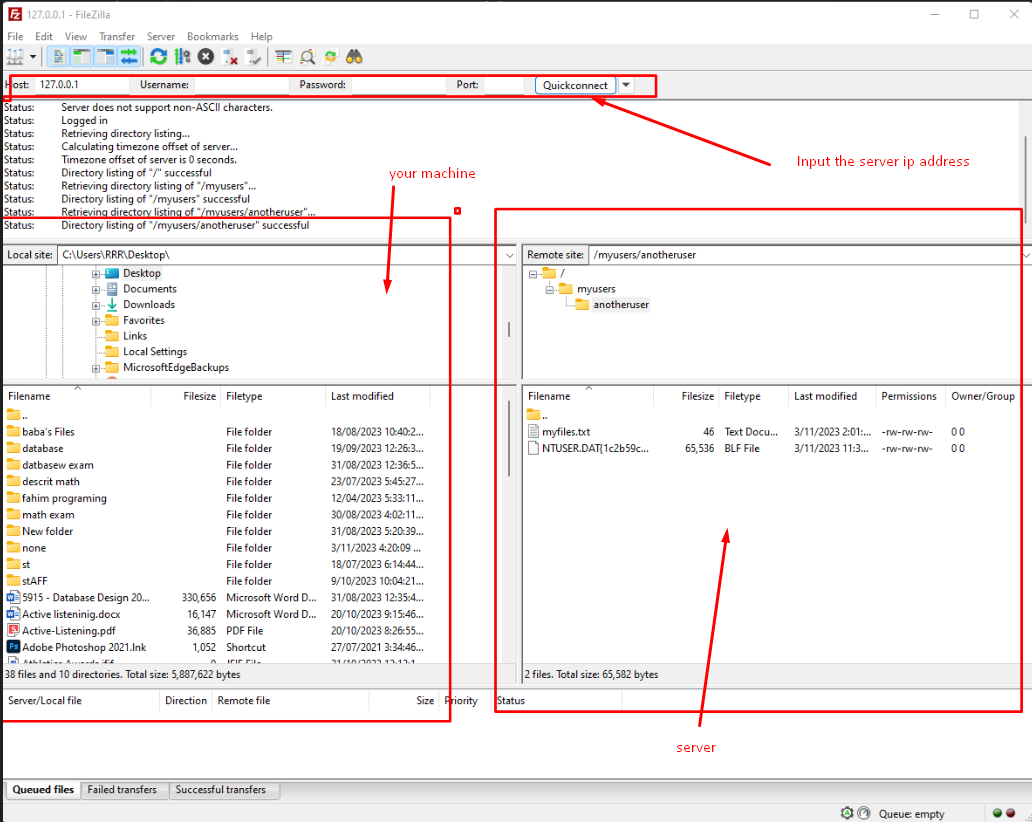 127.0.0.1 - FileZilla
File Edit View Transfer Server Bookmarks Help
Host: 127.0.0.1 Username: Password: Port: Quickconnect
Status: Server does not support non-ASCII characters.
Status: Logged in
Status: Retrieving directory listing...
Status: Calculating timezone offset of server...
Status: Timezone offset of server is 0 seconds.
Status: Directory listing of "/" successful
Status: Retrieving directory listing of "/myusers"...
Status: Directory listing of "/myusers" successful
Status: Retrieving directory listing of "/myusers/anotheruser"...
Status: Directory listing of "/myusers/anotheruser" successful
Input the server ip address
your machine
Local site: C:\Users\RRR\Desktop\
Desktop
Documents
Downloads
Favorites
Links
Local Settings
MicrosoftEdgeBackups
Filename Filesize Filetype Last modified
..
baba's Files File folder 18/08/2023 10:40:2...
database File folder 19/09/2023 12:26:3...
datbasew exam File folder 31/08/2023 12:36:5...
descrit math File folder 23/07/2023 5:45:27...
fahim programing File folder 12/04/2023 5:33:11...
math exam File folder 30/08/2023 4:02:11...
New folder File folder 31/08/2023 5:20:39...
none File folder 3/11/2023 4:20:09 ...
st File folder 18/07/2023 6:14:44...
stAFF File folder 9/10/2023 10:04:21...
5915 - Database Design 20... 330,656 Microsoft Word D... 31/08/2023 12:35:4...
Active listeninig.docx 16,147 Microsoft Word D... 20/10/2023 9:15:46...
Active-Listening.pdf 36,885 PDF File 20/10/2023 8:26:55...
Adobe Photoshop 2021.lnk 1,052 Shortcut 27/07/2021 3:34:46...
38 files and 10 directories. Total size: 5,887,622 bytes
Remote site: /myusers/anotheruser
/
myusers
anotheruser
Filename Filesize Filetype Last modified Permissions Owner/Group
..
myfiles.txt 46 Text Docu... 3/11/2023 2:01:... -rw-rw-rw- 0 0
NTUSER.DAT{1c2b59c... 65,536 BLF File 3/11/2023 11:3... -rw-rw-rw- 0 0
2 files. Total size: 65,582 bytes
Server/Local file Direction Remote file Size Priority Status
server
Queued files Failed transfers Successful transfers
Queue: empty